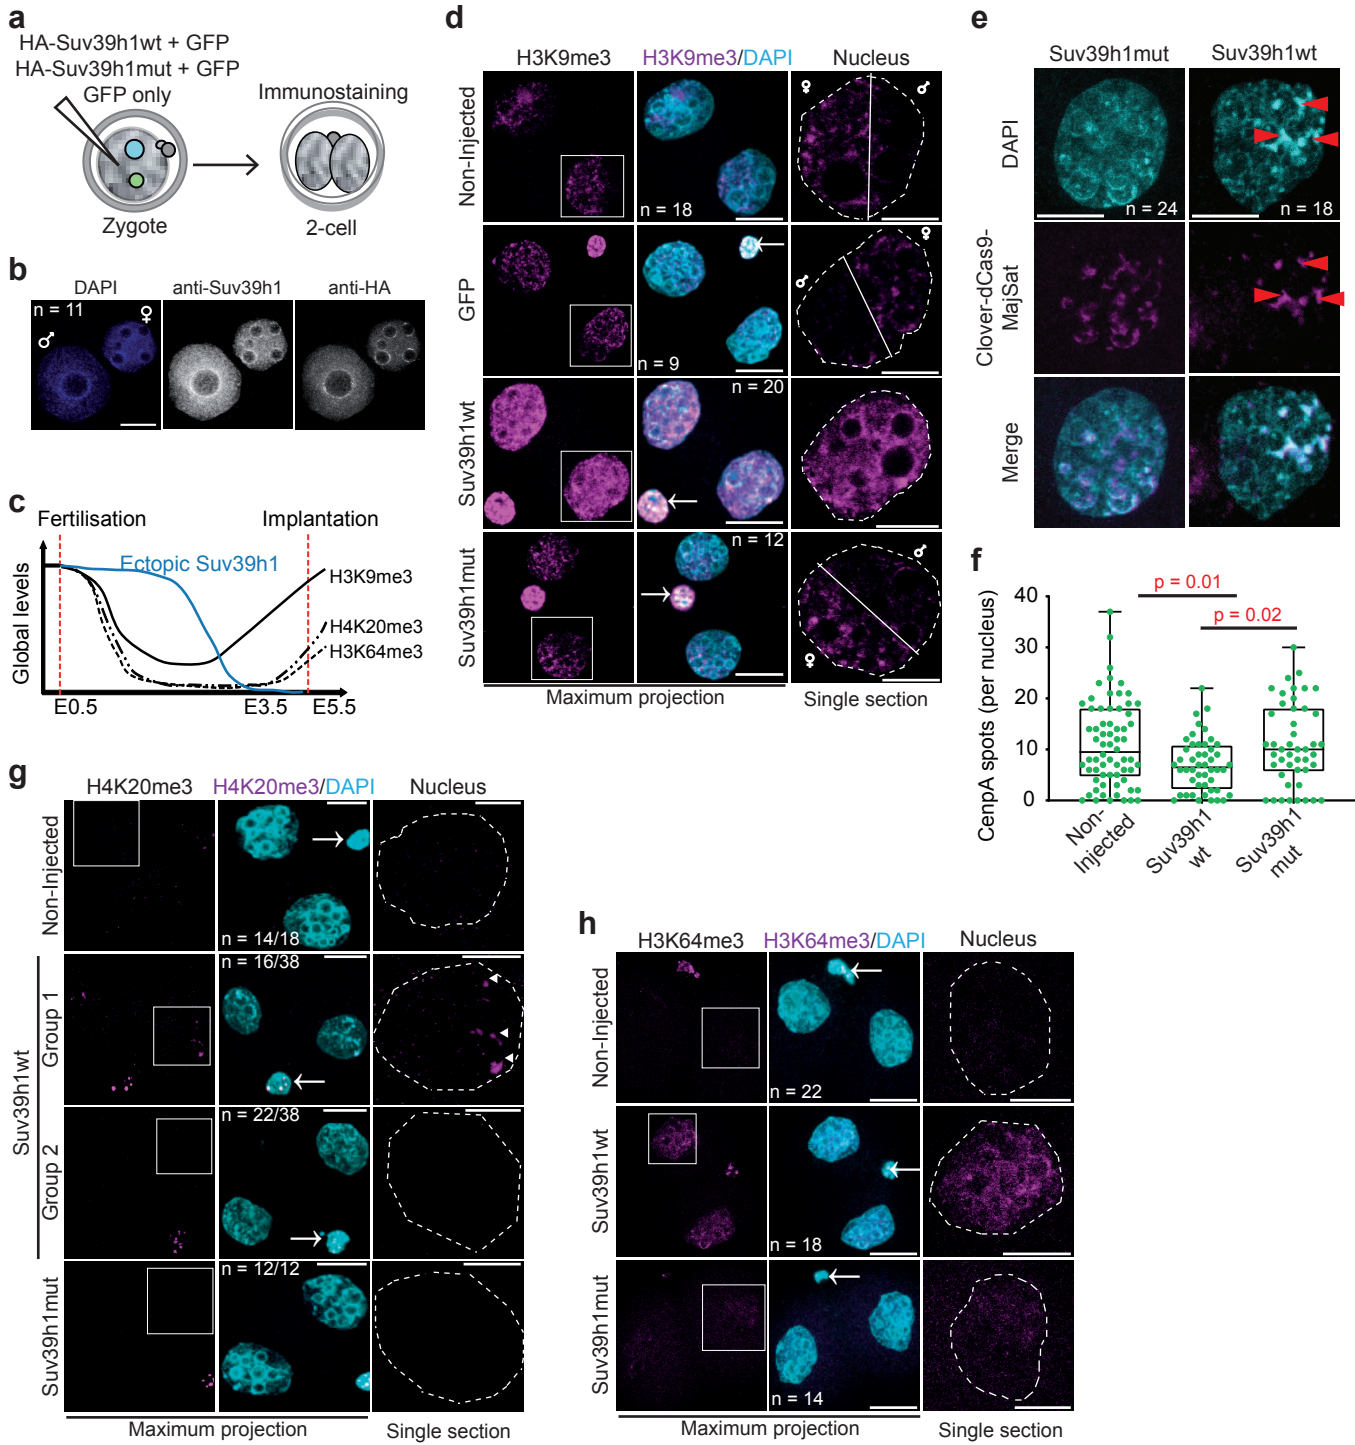 a
HA-Suv39h1wt + GFP
HA-Suv39h1mut + GFP
GFP only
Immunostaining
Zygote
2-cell
b
DAPI
anti-Suv39h1
anti-HA
n = 11
♂
♀
c
Fertilisation
Implantation
Ectopic Suv39h1
H3K9me3
H4K20me3
H3K64me3
Global levels
E0.5
E3.5
E5.5
d
H3K9me3
H3K9me3/DAPI
Nucleus
Non-Injected
n = 18
♀
♂
GFP
n = 9
♂
♀
Suv39h1wt
n = 20
Suv39h1mut
n = 12
♂
♀
Maximum projection
Single section
e
Suv39h1mut
Suv39h1wt
DAPI
n = 24
n = 18
Clover-dCas9-
MajSat
Merge
f
p = 0.01
p = 0.02
CenpA spots (per nucleus)
40
30
20
10
0
Non-
Injected
Suv39h1
wt
Suv39h1
mut
g
H4K20me3
H4K20me3/DAPI
Nucleus
Non-Injected
n = 14/18
Suv39h1wt
Group 1
n = 16/38
Group 2
n = 22/38
Suv39h1mut
n = 12/12
Maximum projection
Single section
h
H3K64me3
H3K64me3/DAPI
Nucleus
Non-Injected
n = 22
Suv39h1wt
n = 18
Suv39h1mut
n = 14
Maximum projection
Single section